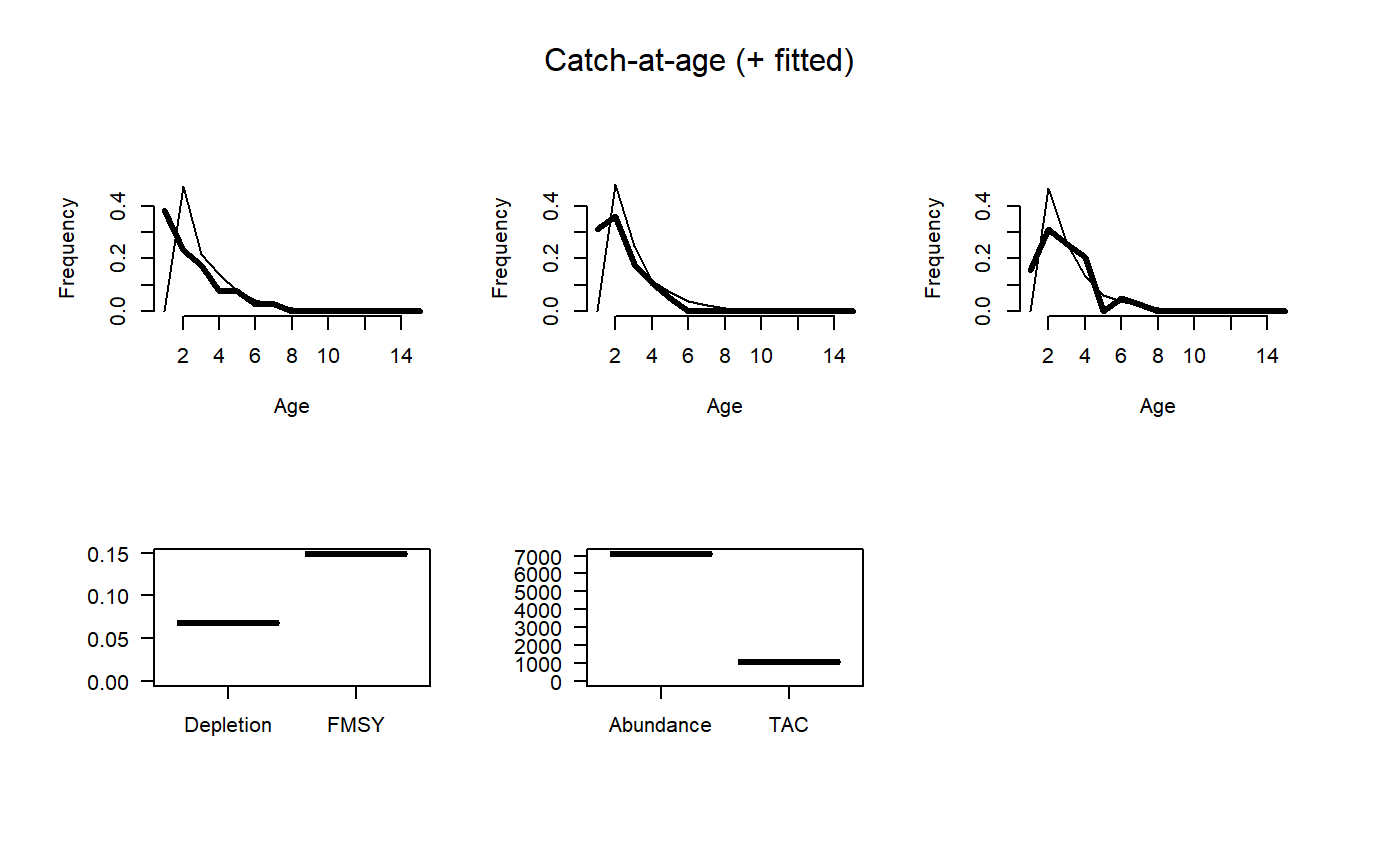 Catch-at-age (+ fitted)
Frequency
0.0 0.2 0.4
2 4 6 8 10 14
Age
Frequency
0.0 0.2 0.4
2 4 6 8 10 14
Age
Frequency
0.0 0.2 0.4
2 4 6 8 10 14
Age
0.15
0.10
0.05
0.00
Depletion FMSY
7000
6000
5000
4000
3000
2000
1000
0
Abundance TAC